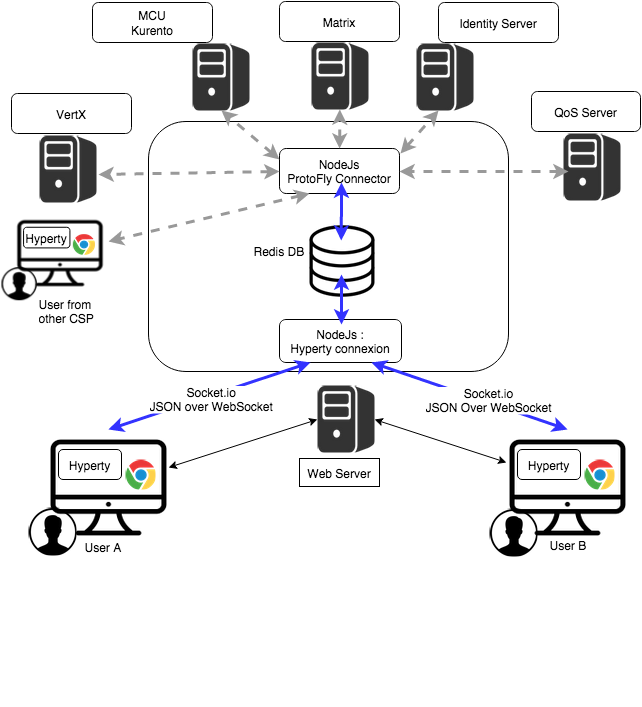 MCU
Kurento
Matrix
Identity Server
VertX
QoS Server
NodeJs
ProtoFly Connector
Hyperty
Redis DB
User from
other CSP
NodeJs :
Hyperty connexion
Socket.io
JSON over WebSocket
Socket.io
JSON Over WebSocket
Hyperty
Web Server
Hyperty
User A
User B